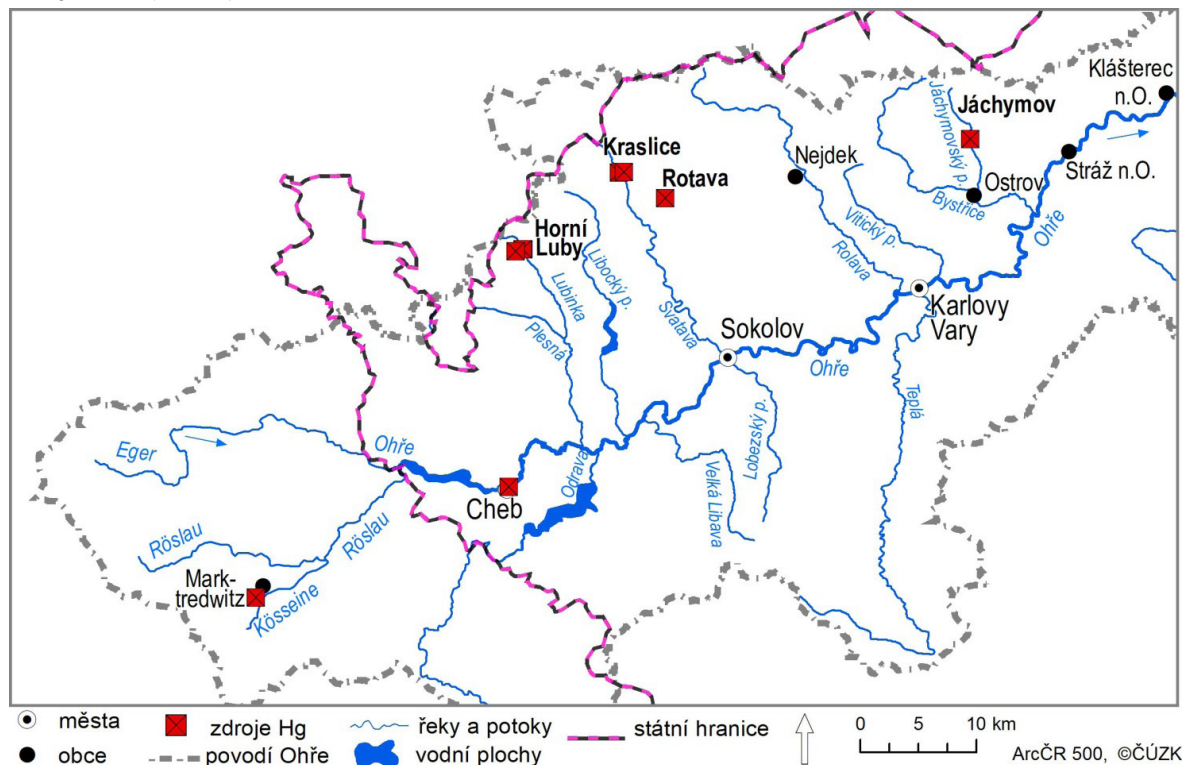 Klášterec
n.O.
Jáchymov
Jáchymovský p.
Kraslice
Nejdek
Stráž n.O.
Rotava
Ostrov
Bystřice
Vitický p.
Ohře
Horní
Luby
Libocký p.
Rolava
Lubinka
Svatava
Karlovy
Vary
Plesná
Sokolov
Ohře
Teplá
Eger
Ohře
Odrava
Lobezský p.
Velká Libava
Cheb
Röslau
Röslau
Mark-
tredwitz
Kösseine
města
zdroje Hg
řeky a potoky
státní hranice
0 5 10 km
obce
povodí Ohře
vodní plochy
ArcČR 500, ©ČÚZK